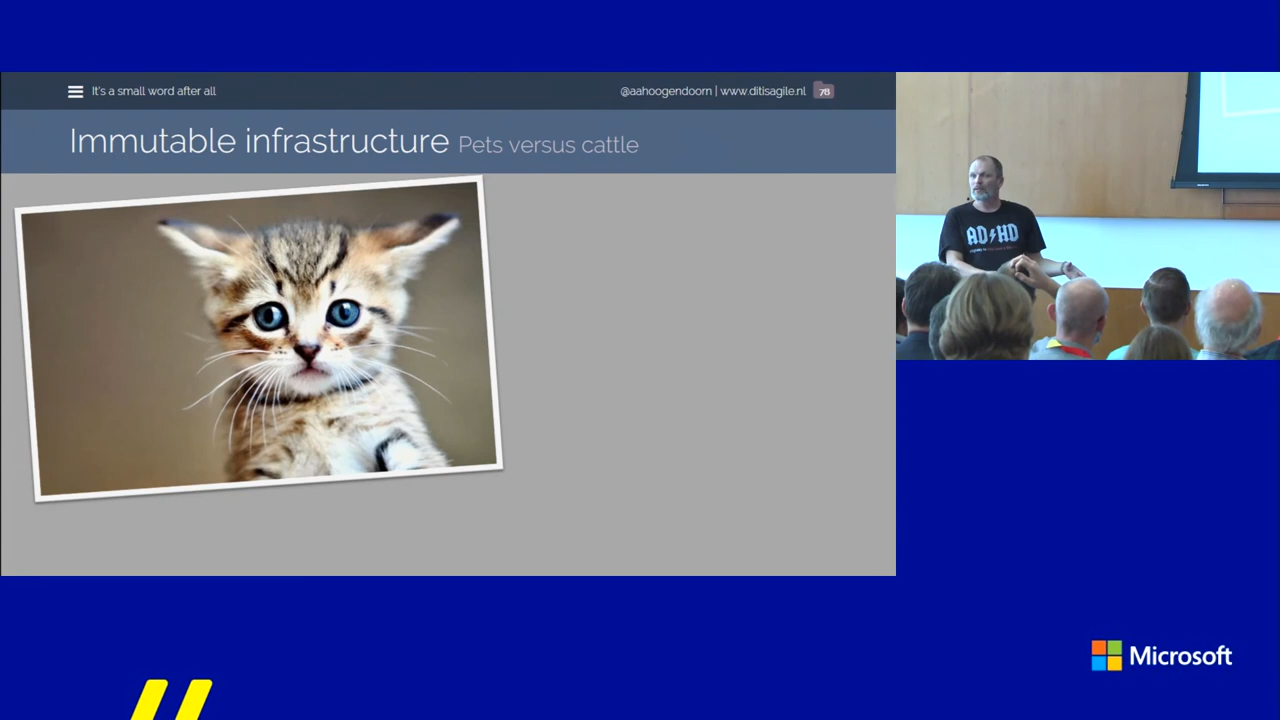 It's a small word after all
@aahoogendoorn | www.ditisagile.nl 78
Immutable infrastructure Pets versus cattle
AD HD
Microsoft